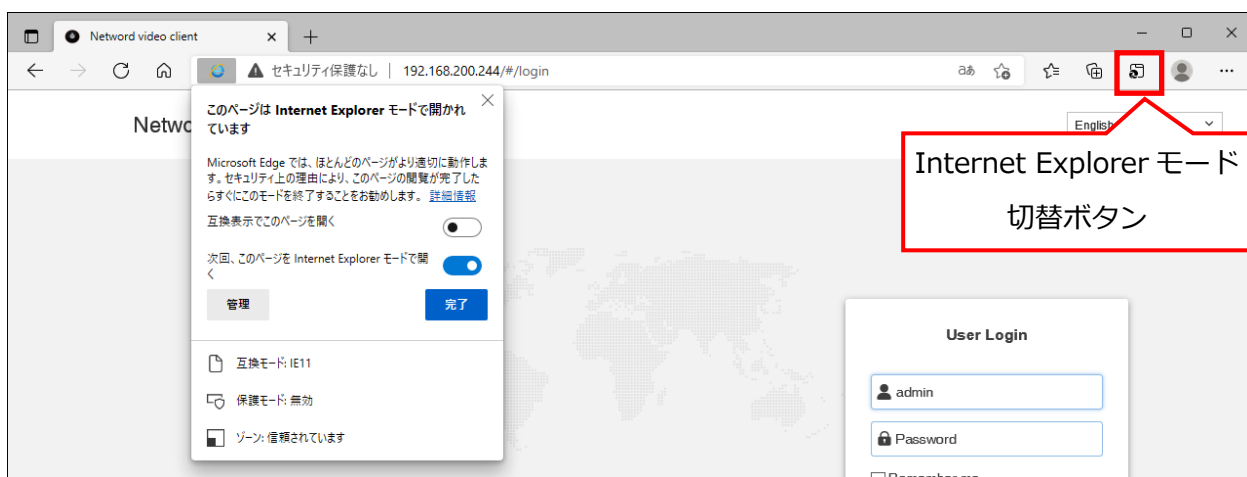 Netword video client
セキュリティ保護なし | 192.168.200.244/#/login
aあ
Netwo
English
このページは Internet Explorer モードで開かれ
ています
Microsoft Edge では、ほとんどのページがより適切に動作しま
す。セキュリティ上の理由により、このページの閲覧が完了した
らすぐにこのモードを終了することをお勧めします。 詳細情報
互換表示でこのページを開く
次回、このページを Internet Explorer モードで開
く
管理
完了
互換モード: IE11
保護モード: 無効
ゾーン: 信頼されています
Internet Explorer モード
切替ボタン
User Login
admin
Password